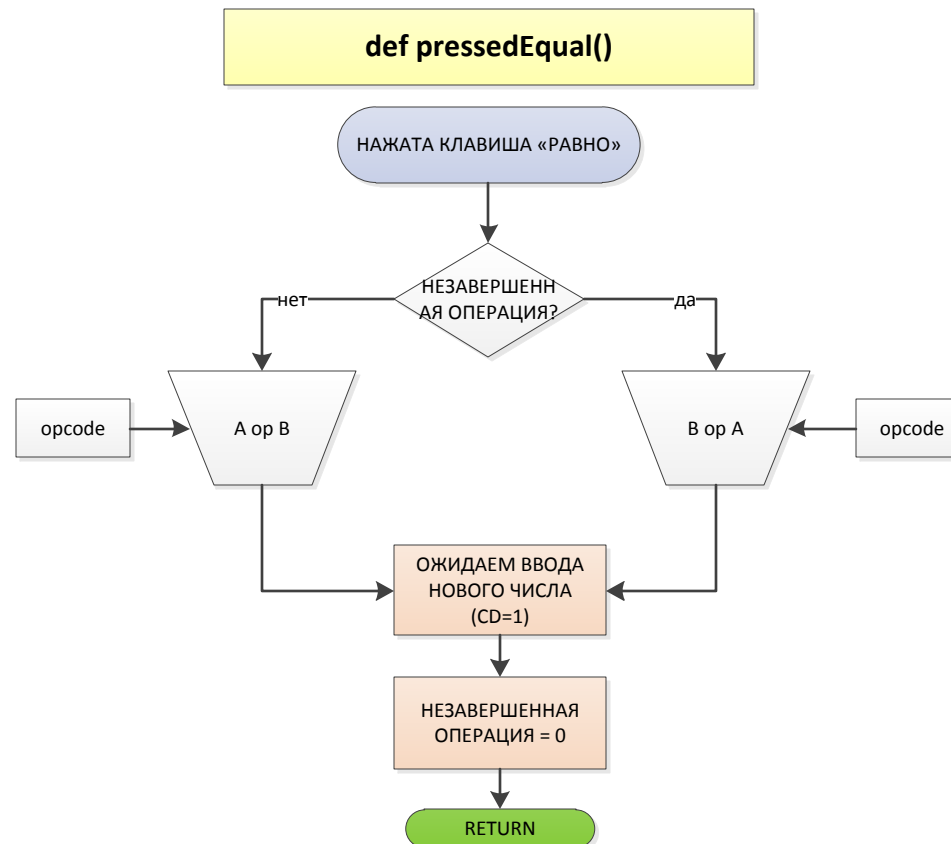 def pressedEqual()
НАЖАТА КЛАВИША «РАВНО»
НЕЗАВЕРШЕНН
АЯ ОПЕРАЦИЯ?
нет
да
opcode
A op B
B op A
opcode
ОЖИДАЕМ ВВОДА
НОВОГО ЧИСЛА
(CD=1)
НЕЗАВЕРШЕННАЯ
ОПЕРАЦИЯ = 0
RETURN